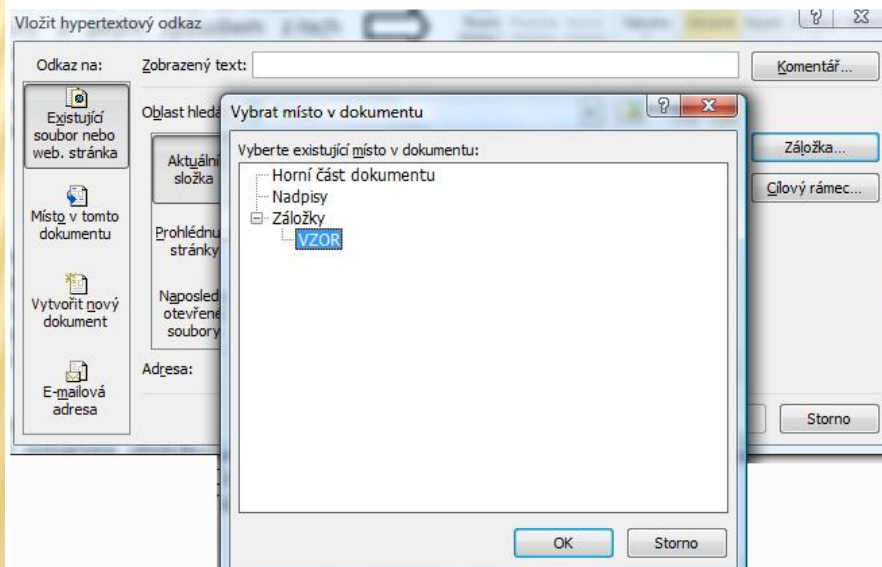 Vložit hypertextový odkaz
Odkaz na:
Zobrazený text:
Komentář...
Existující
soubor nebo
web. stránka
Oblast hledá
Vybrat místo v dokumentu
Vyberte existující místo v dokumentu:
Horní část dokumentu
Nadpisy
Záložky
VZOR
Aktuální
složka
Záložka...
Cílový rámec...
Místo v tomto
dokumentu
Prohlédnu
stránky
Vytvořit nový
dokument
Naposled
otevřené
soubory
E-mailová
adresa
Adresa:
Storno
OK
Storno